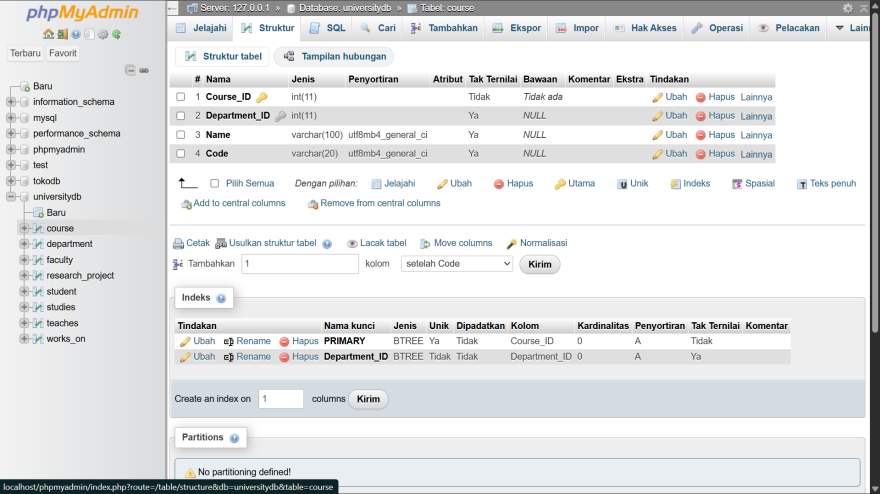 phpMyAdmin
Server: 127.0.0.1 » Database: universitydb » Tabel: course
Jelajahi Struktur SQL Cari Tambahkan Ekspor Impor Hak Akses Operasi Pelacakan Lain
Terbaru Favorit
Baru
information_schema
mysql
performance_schema
phpmyadmin
test
tokodb
universitydb
Baru
course
department
faculty
research_project
student
studies
teaches
works_on
Struktur tabel Tampilan hubungan
# Nama Jenis Penyortiran Atribut Tak Ternilai Bawaan Komentar Ekstra Tindakan
1 Course_ID int(11) Tidak Tidak ada Ubah Hapus Lainnya
2 Department_ID int(11) Ya NULL Ubah Hapus Lainnya
3 Name varchar(100) utf8mb4_general_ci Ya NULL Ubah Hapus Lainnya
4 Code varchar(20) utf8mb4_general_ci Ya NULL Ubah Hapus Lainnya
Pilih Semua Dengan pilihan: Jelajahi Ubah Hapus Utama Unik Indeks Spasial Teks penuh
Add to central columns Remove from central columns
Cetak Usulkan struktur tabel Lacak tabel Move columns Normalisasi
Tambahkan 1 kolom setelah Code Kirim
Indeks
Tindakan Nama kunci Jenis Unik Dipadatkan Kolom Kardinalitas Penyortiran Tak Ternilai Komentar
Ubah Rename Hapus PRIMARY BTREE Ya Tidak Course_ID 0 A Tidak
Ubah Rename Hapus Department_ID BTREE Tidak Tidak Department_ID 0 A Ya
Create an index on 1 columns Kirim
Partitions
No partitioning defined!
localhost/phpmyadmin/index.php?route=/table/structure&db=universitydb&table=course